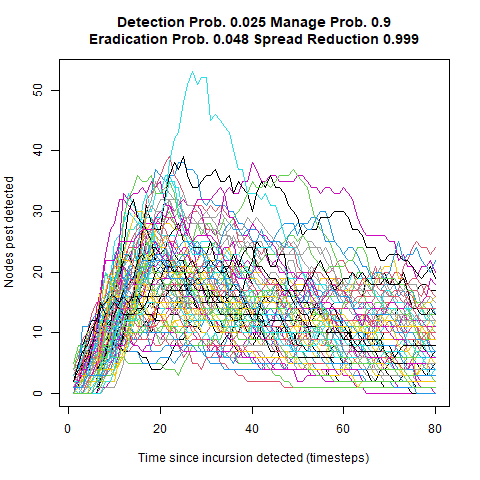 Detection Prob. 0.025 Manage Prob. 0.9
Eradication Prob. 0.048 Spread Reduction 0.999
Nodes pest detected
50
40
30
20
10
0
0 20 40 60 80
Time since incursion detected (timesteps)